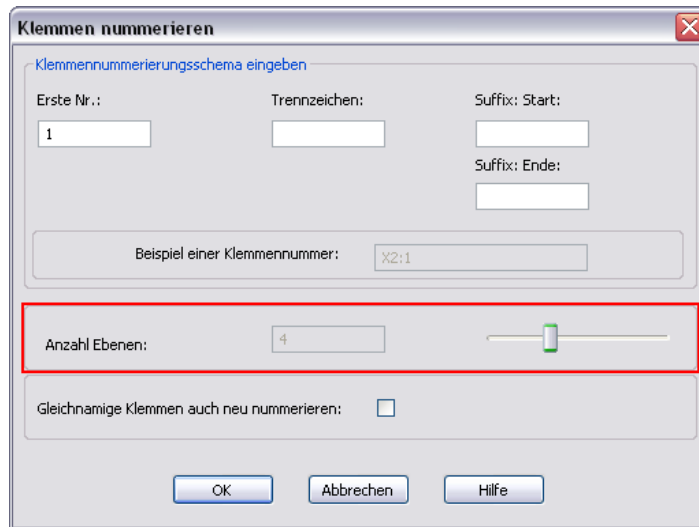 Klemmen nummerieren
Klemmennummerierungsschema eingeben
Erste Nr.: Trennzeichen: Suffix: Start:
1
Suffix: Ende:
Beispiel einer Klemmennummer: X2:1
Anzahl Ebenen: 4
Gleichnamige Klemmen auch neu nummerieren:
OK Abbrechen Hilfe